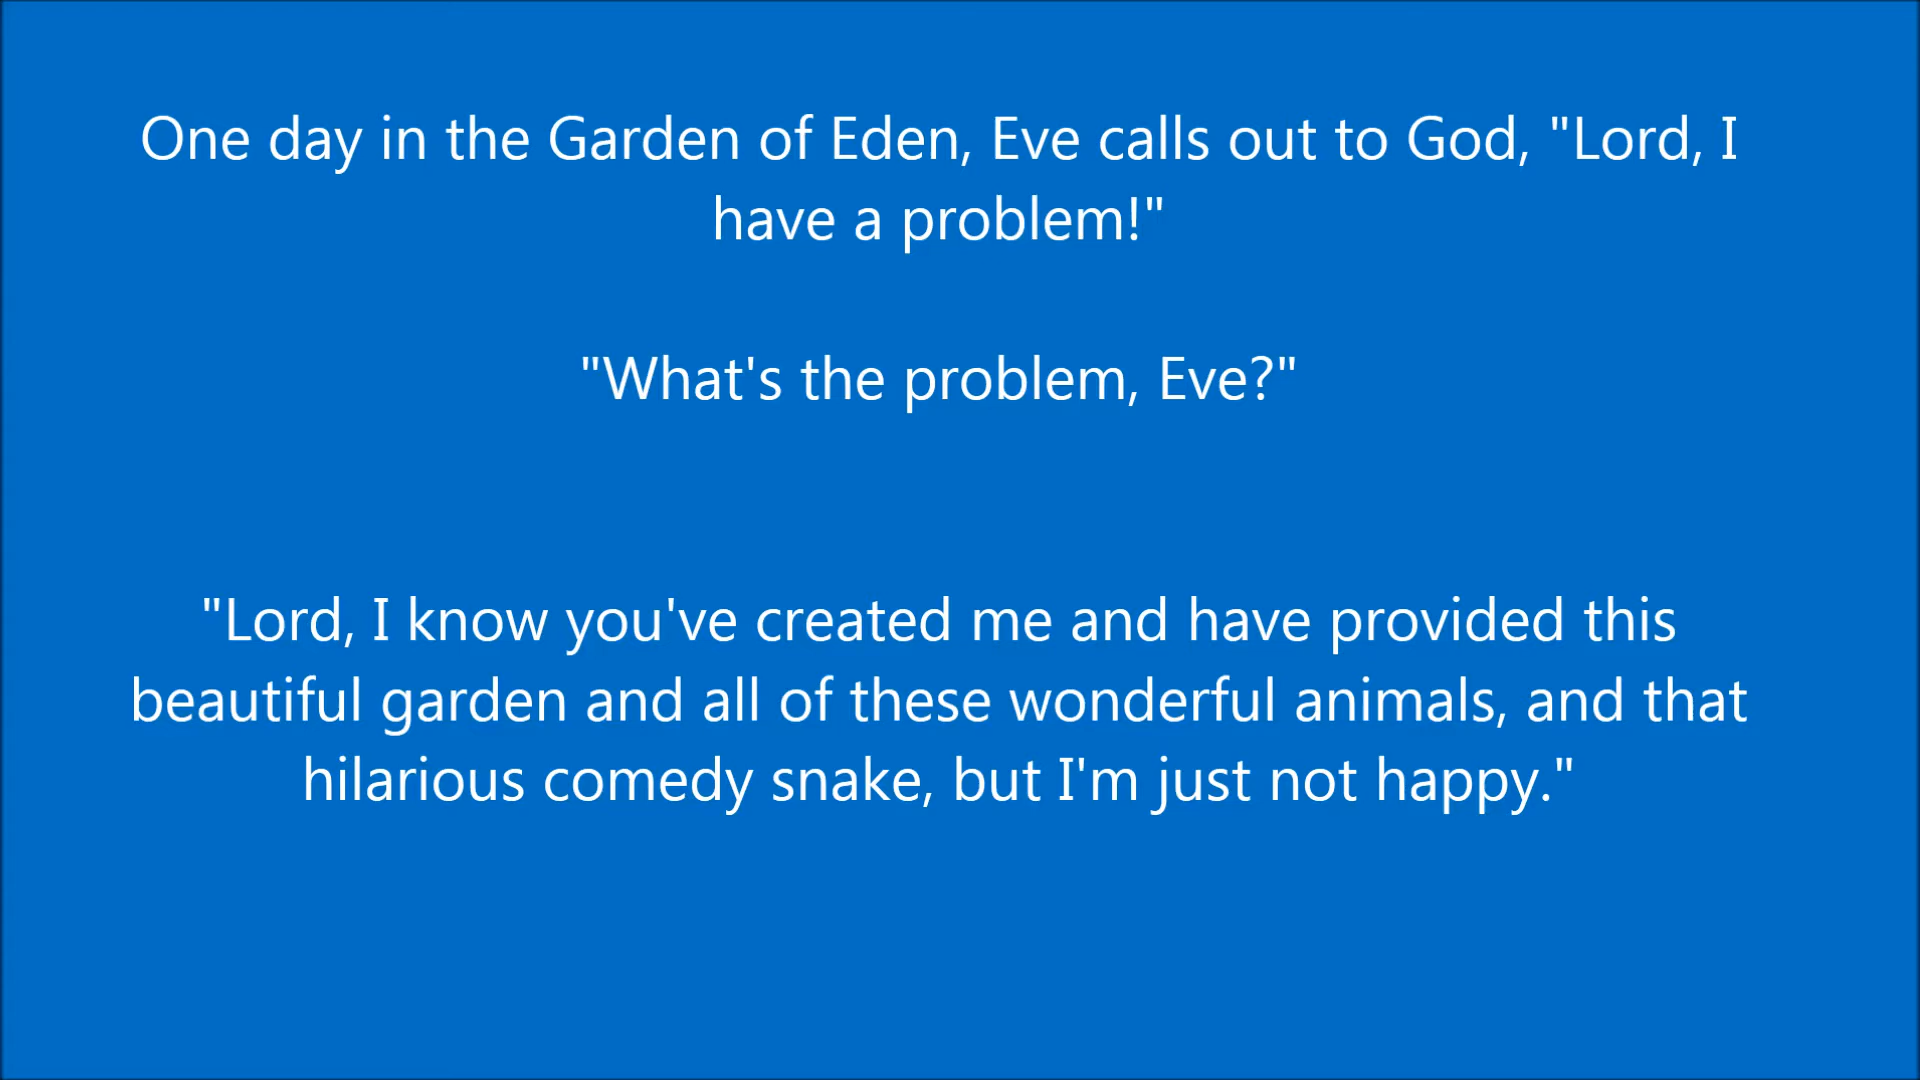 One day in the Garden of Eden, Eve calls out to God, "Lord, I
have a problem!"
"What's the problem, Eve?"
"Lord, I know you've created me and have provided this
beautiful garden and all of these wonderful animals, and that
hilarious comedy snake, but I'm just not happy."